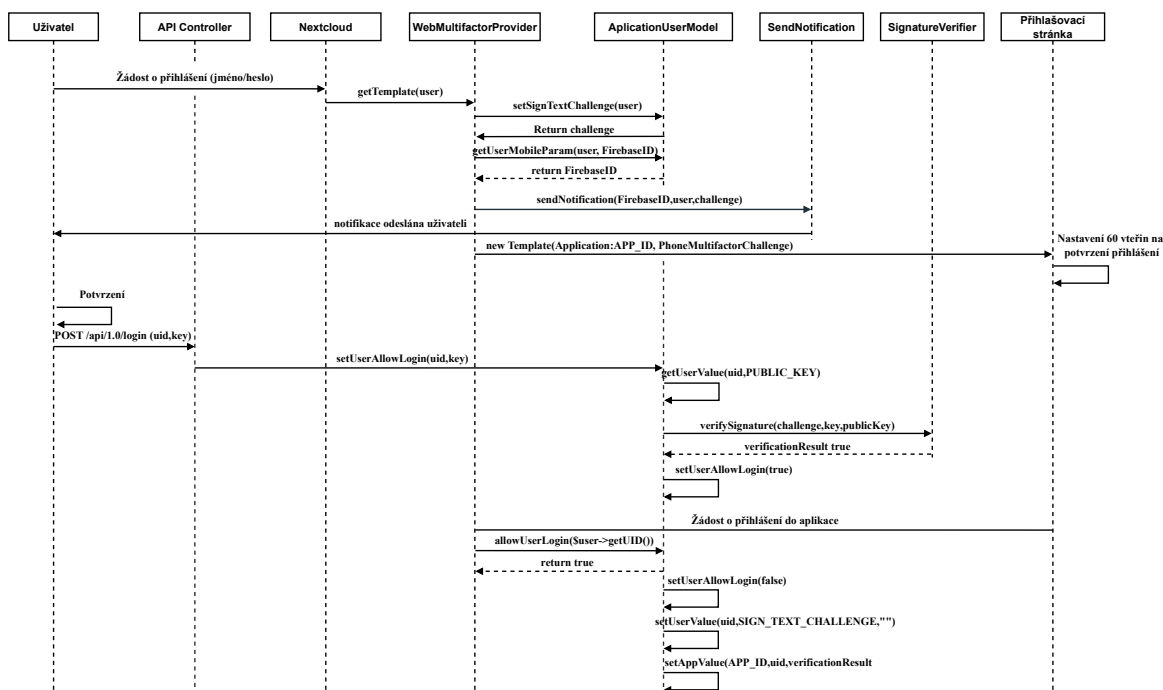 Uživatel
API Controller
Nextcloud
WebMultifactorProvider
AplicationUserModel
SendNotification
SignatureVerifier
Přihlašovací
stránka
Žádost o přihlášení (jméno/heslo)
getTemplate(user)
setSignTextChallenge(user)
Return challenge
getUserMobileParam(user, FirebaseID)
return FirebaseID
sendNotification(FirebaseID,user,challenge)
notifikace odeslána uživateli
new Template(Application:APP_ID, PhoneMultifactorChallenge)
Nastavení 60 vteřin na
potvrzení přihlášení
Potvrzení
POST /api/1.0/login (uid,key)
setUserAllowLogin(uid,key)
getUserValue(uid,PUBLIC_KEY)
verifySignature(challenge,key,publicKey)
verificationResult true
setUserAllowLogin(true)
Žádost o přihlášení do aplikace
allowUserLogin($user->getUID())
return true
setUserAllowLogin(false)
setUserValue(uid,SIGN_TEXT_CHALLENGE,"")
setAppValue(APP_ID,uid,verificationResult